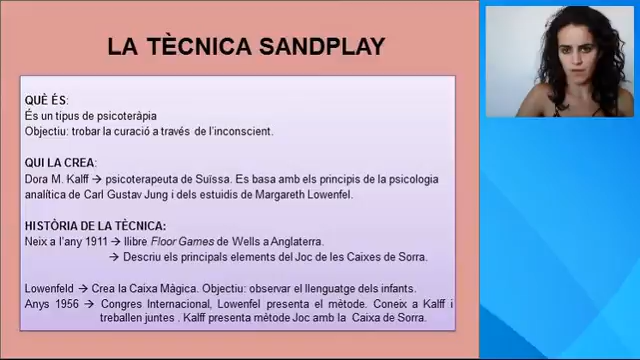 LA TÈCNICA SANDPLAY
QUÈ ÉS:
És un tipus de psicoteràpia
Objectiu: trobar la curació a través de l'inconscient.
QUI LA CREA:
Dora M. Kalff → psicoterapeuta de Suïssa. Es basa amb els principis de la psicologia
analítica de Carl Gustav Jung i dels estuidis de Margareth Lowenfel.
HISTÒRIA DE LA TÈCNICA:
Neix a l'any 1911 → llibre Floor Games de Wells a Anglaterra.
→ Descriu els principals elements del Joc de les Caixes de Sorra.
Lowenfeld → Crea la Caixa Màgica. Objectiu: observar el llenguatge dels infants.
Anys 1956 → Congres Internacional, Lowenfel presenta el mètode. Coneix a Kalff i
treballen juntes . Kalff presenta mètode Joc amb la Caixa de Sorra.